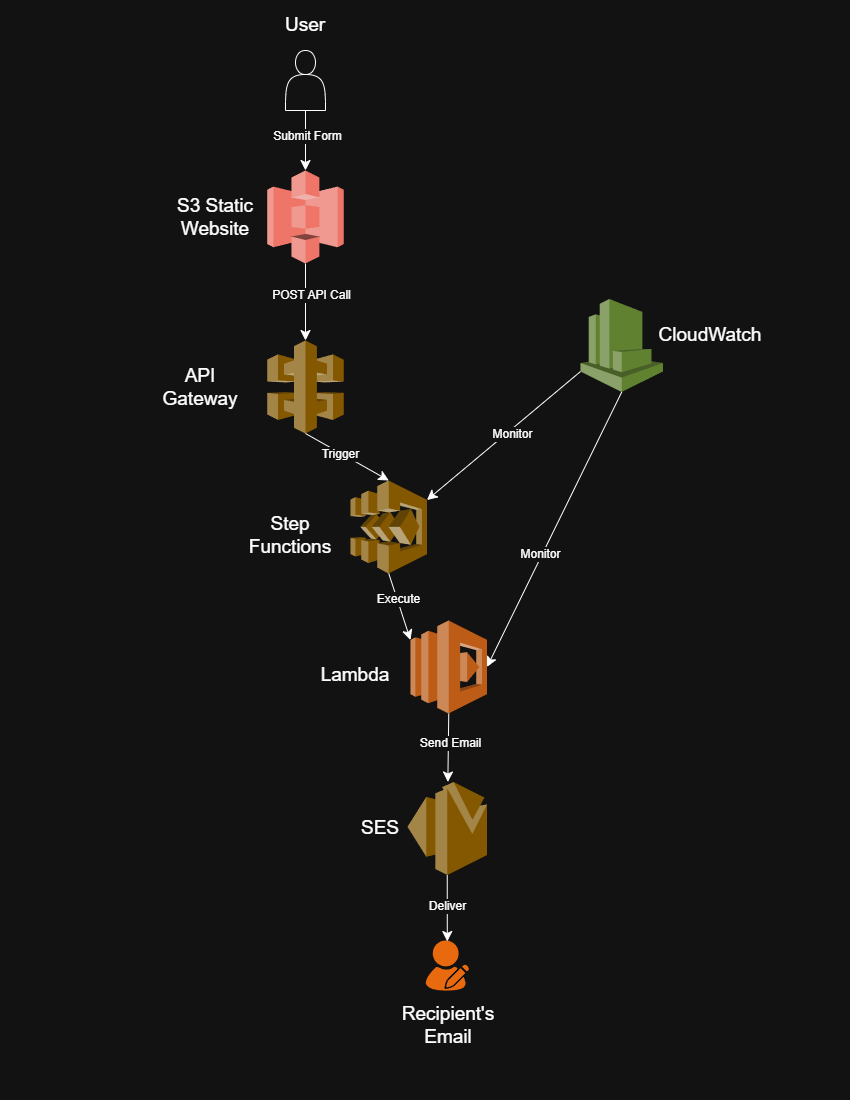 User
Submit Form
S3 Static
Website
POST API Call
CloudWatch
API
Gateway
Monitor
Trigger
Step
Functions
Monitor
Execute
Lambda
Send Email
SES
Deliver
Recipient's
Email